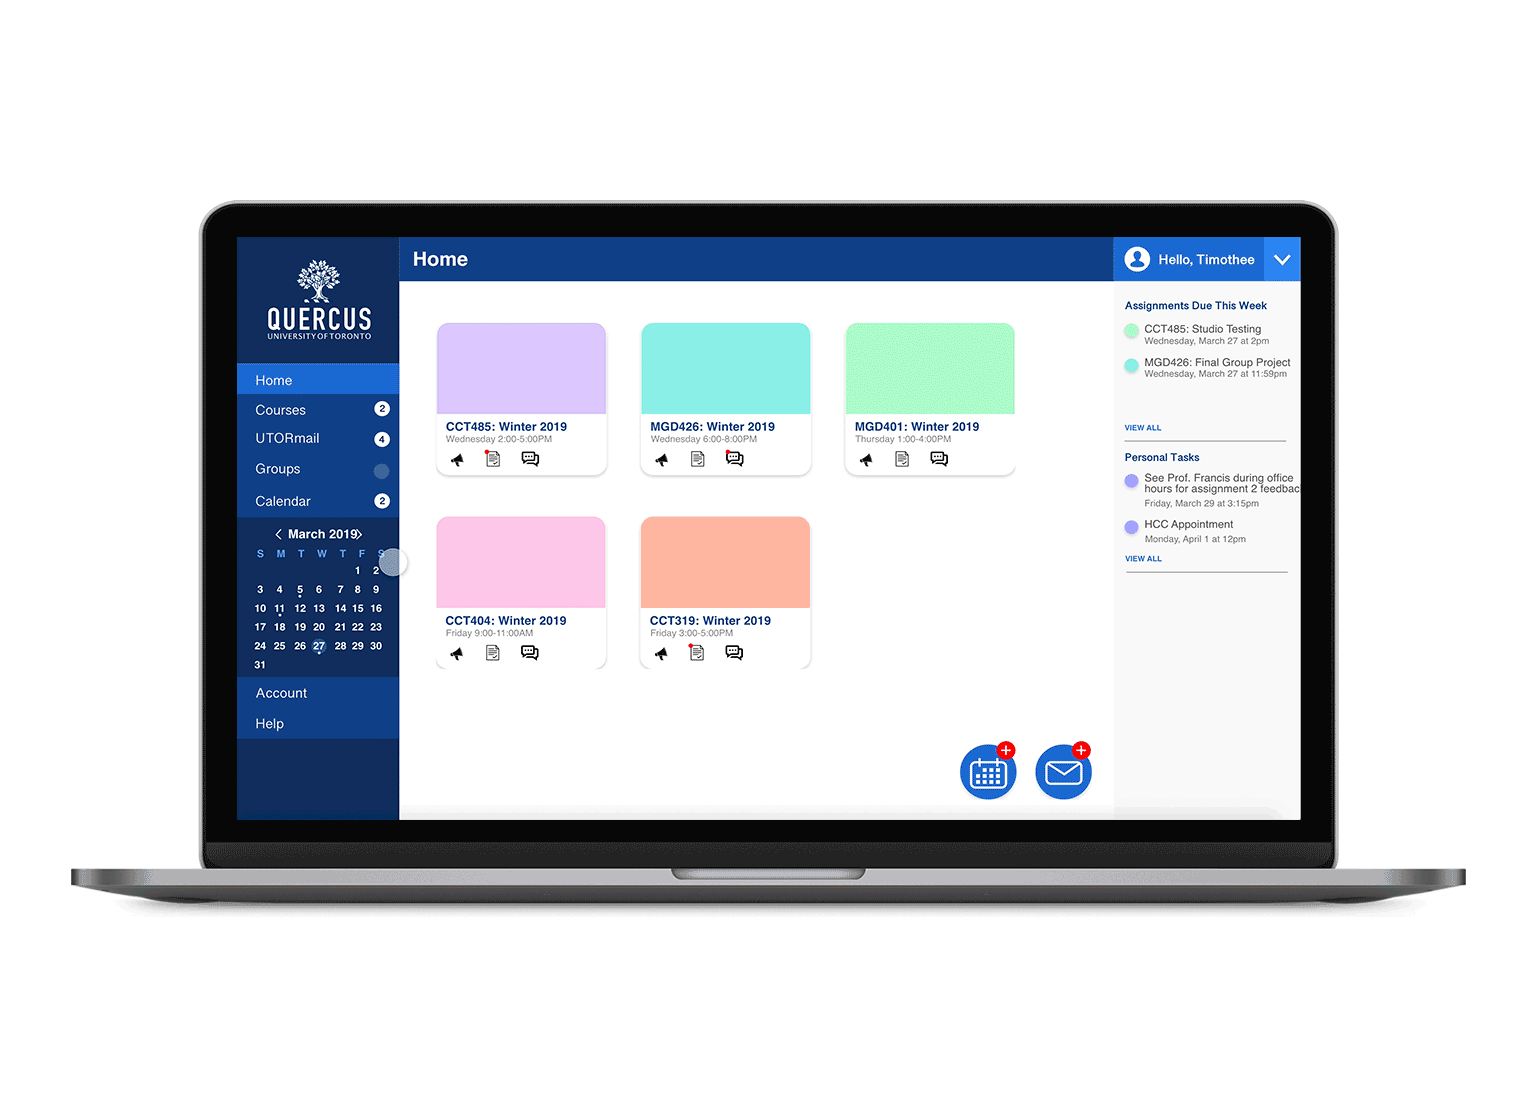 QUERCUS
UNIVERSITY OF TORONTO
Home
Courses 2
UTORmail 4
Groups
Calendar 2
< March 2019>
S M T W T F S
1 2
3 4 5 6 7 8 9
10 11 12 13 14 15 16
17 18 19 20 21 22 23
24 25 26 27 28 29 30
31
Account
Help
Home
Hello, Timothee
CCT485: Winter 2019
Wednesday 2:00-5:00PM
MGD426: Winter 2019
Wednesday 6:00-8:00PM
MGD401: Winter 2019
Thursday 1:00-4:00PM
CCT404: Winter 2019
Friday 9:00-11:00AM
CCT319: Winter 2019
Friday 3:00-5:00PM
Assignments Due This Week
CCT485: Studio Testing
Wednesday, March 27 at 2pm
MGD426: Final Group Project
Wednesday, March 27 at 11:59pm
VIEW ALL
Personal Tasks
See Prof. Francis during office
hours for assignment 2 feedbac
Friday, March 29 at 3:15pm
HCC Appointment
Monday, April 1 at 12pm
VIEW ALL